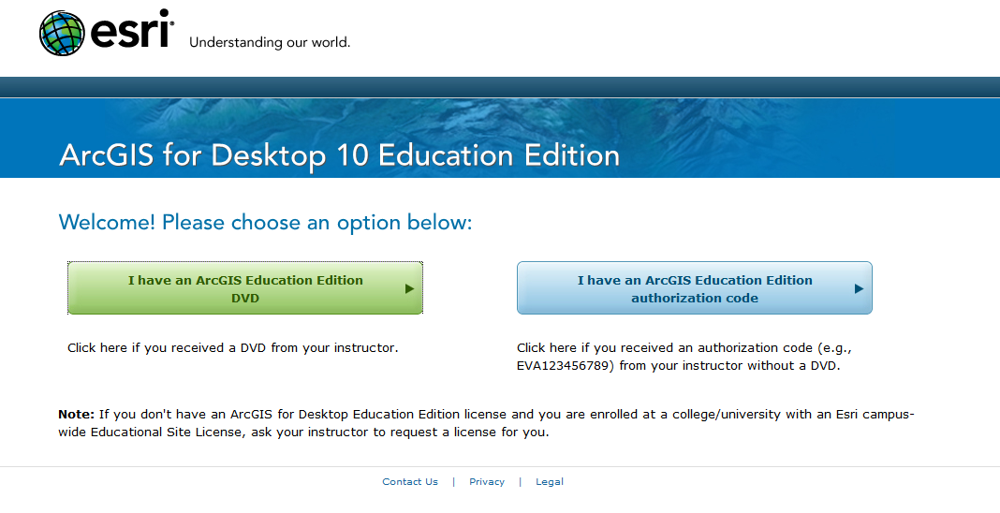 esri
Understanding our world.
ArcGIS for Desktop 10 Education Edition
Welcome! Please choose an option below:
I have an ArcGIS Education Edition
DVD
I have an ArcGIS Education Edition
authorization code
Click here if you received a DVD from your instructor.
Click here if you received an authorization code (e.g.,
EVA123456789) from your instructor without a DVD.
Note: If you don't have an ArcGIS for Desktop Education Edition license and you are enrolled at a college/university with an Esri campus-
wide Educational Site License, ask your instructor to request a license for you.
Contact Us | Privacy | Legal